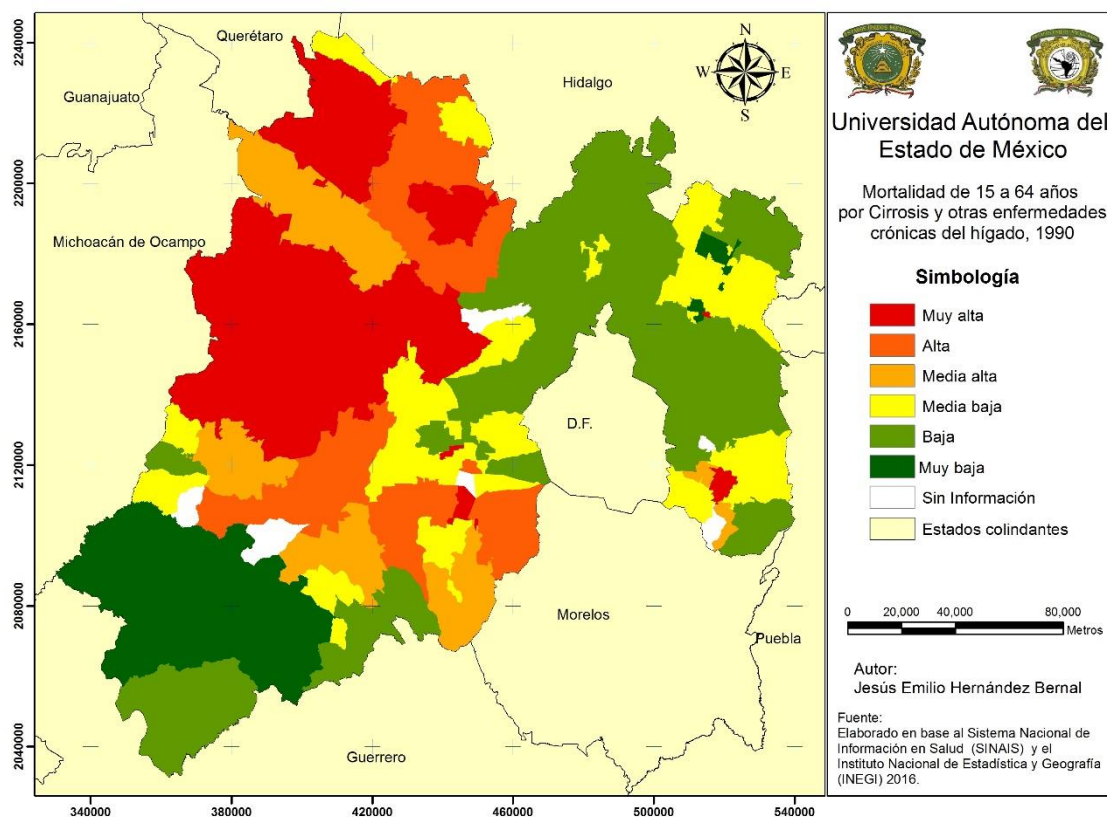 Querétaro
Hidalgo
Guanajuato
Michoacán de Ocampo
D.F.
Morelos
Puebla
Guerrero
N
W
E
S
2240000
2200000
2160000
2120000
2080000
2040000
340000
380000
420000
460000
500000
540000
Universidad Autónoma del
Estado de México
Mortalidad de 15 a 64 años
por Cirrosis y otras enfermedades
crónicas del hígado, 1990
Simbología
Muy alta
Alta
Media alta
Media baja
Baja
Muy baja
Sin Información
Estados colindantes
0 20,000 40,000 80,000
Metros
Autor:
Jesús Emilio Hernández Bernal
Fuente:
Elaborado en base al Sistema Nacional de
Información en Salud (SINAIS) y el
Instituto Nacional de Estadística y Geografía
(INEGI) 2016.